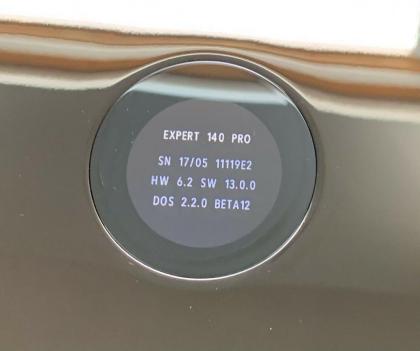 EXPERT 140 PRO
SN 17/05 11119E2
HW 6.2 SW 13.0.0
DOS 2.2.0 BETA12